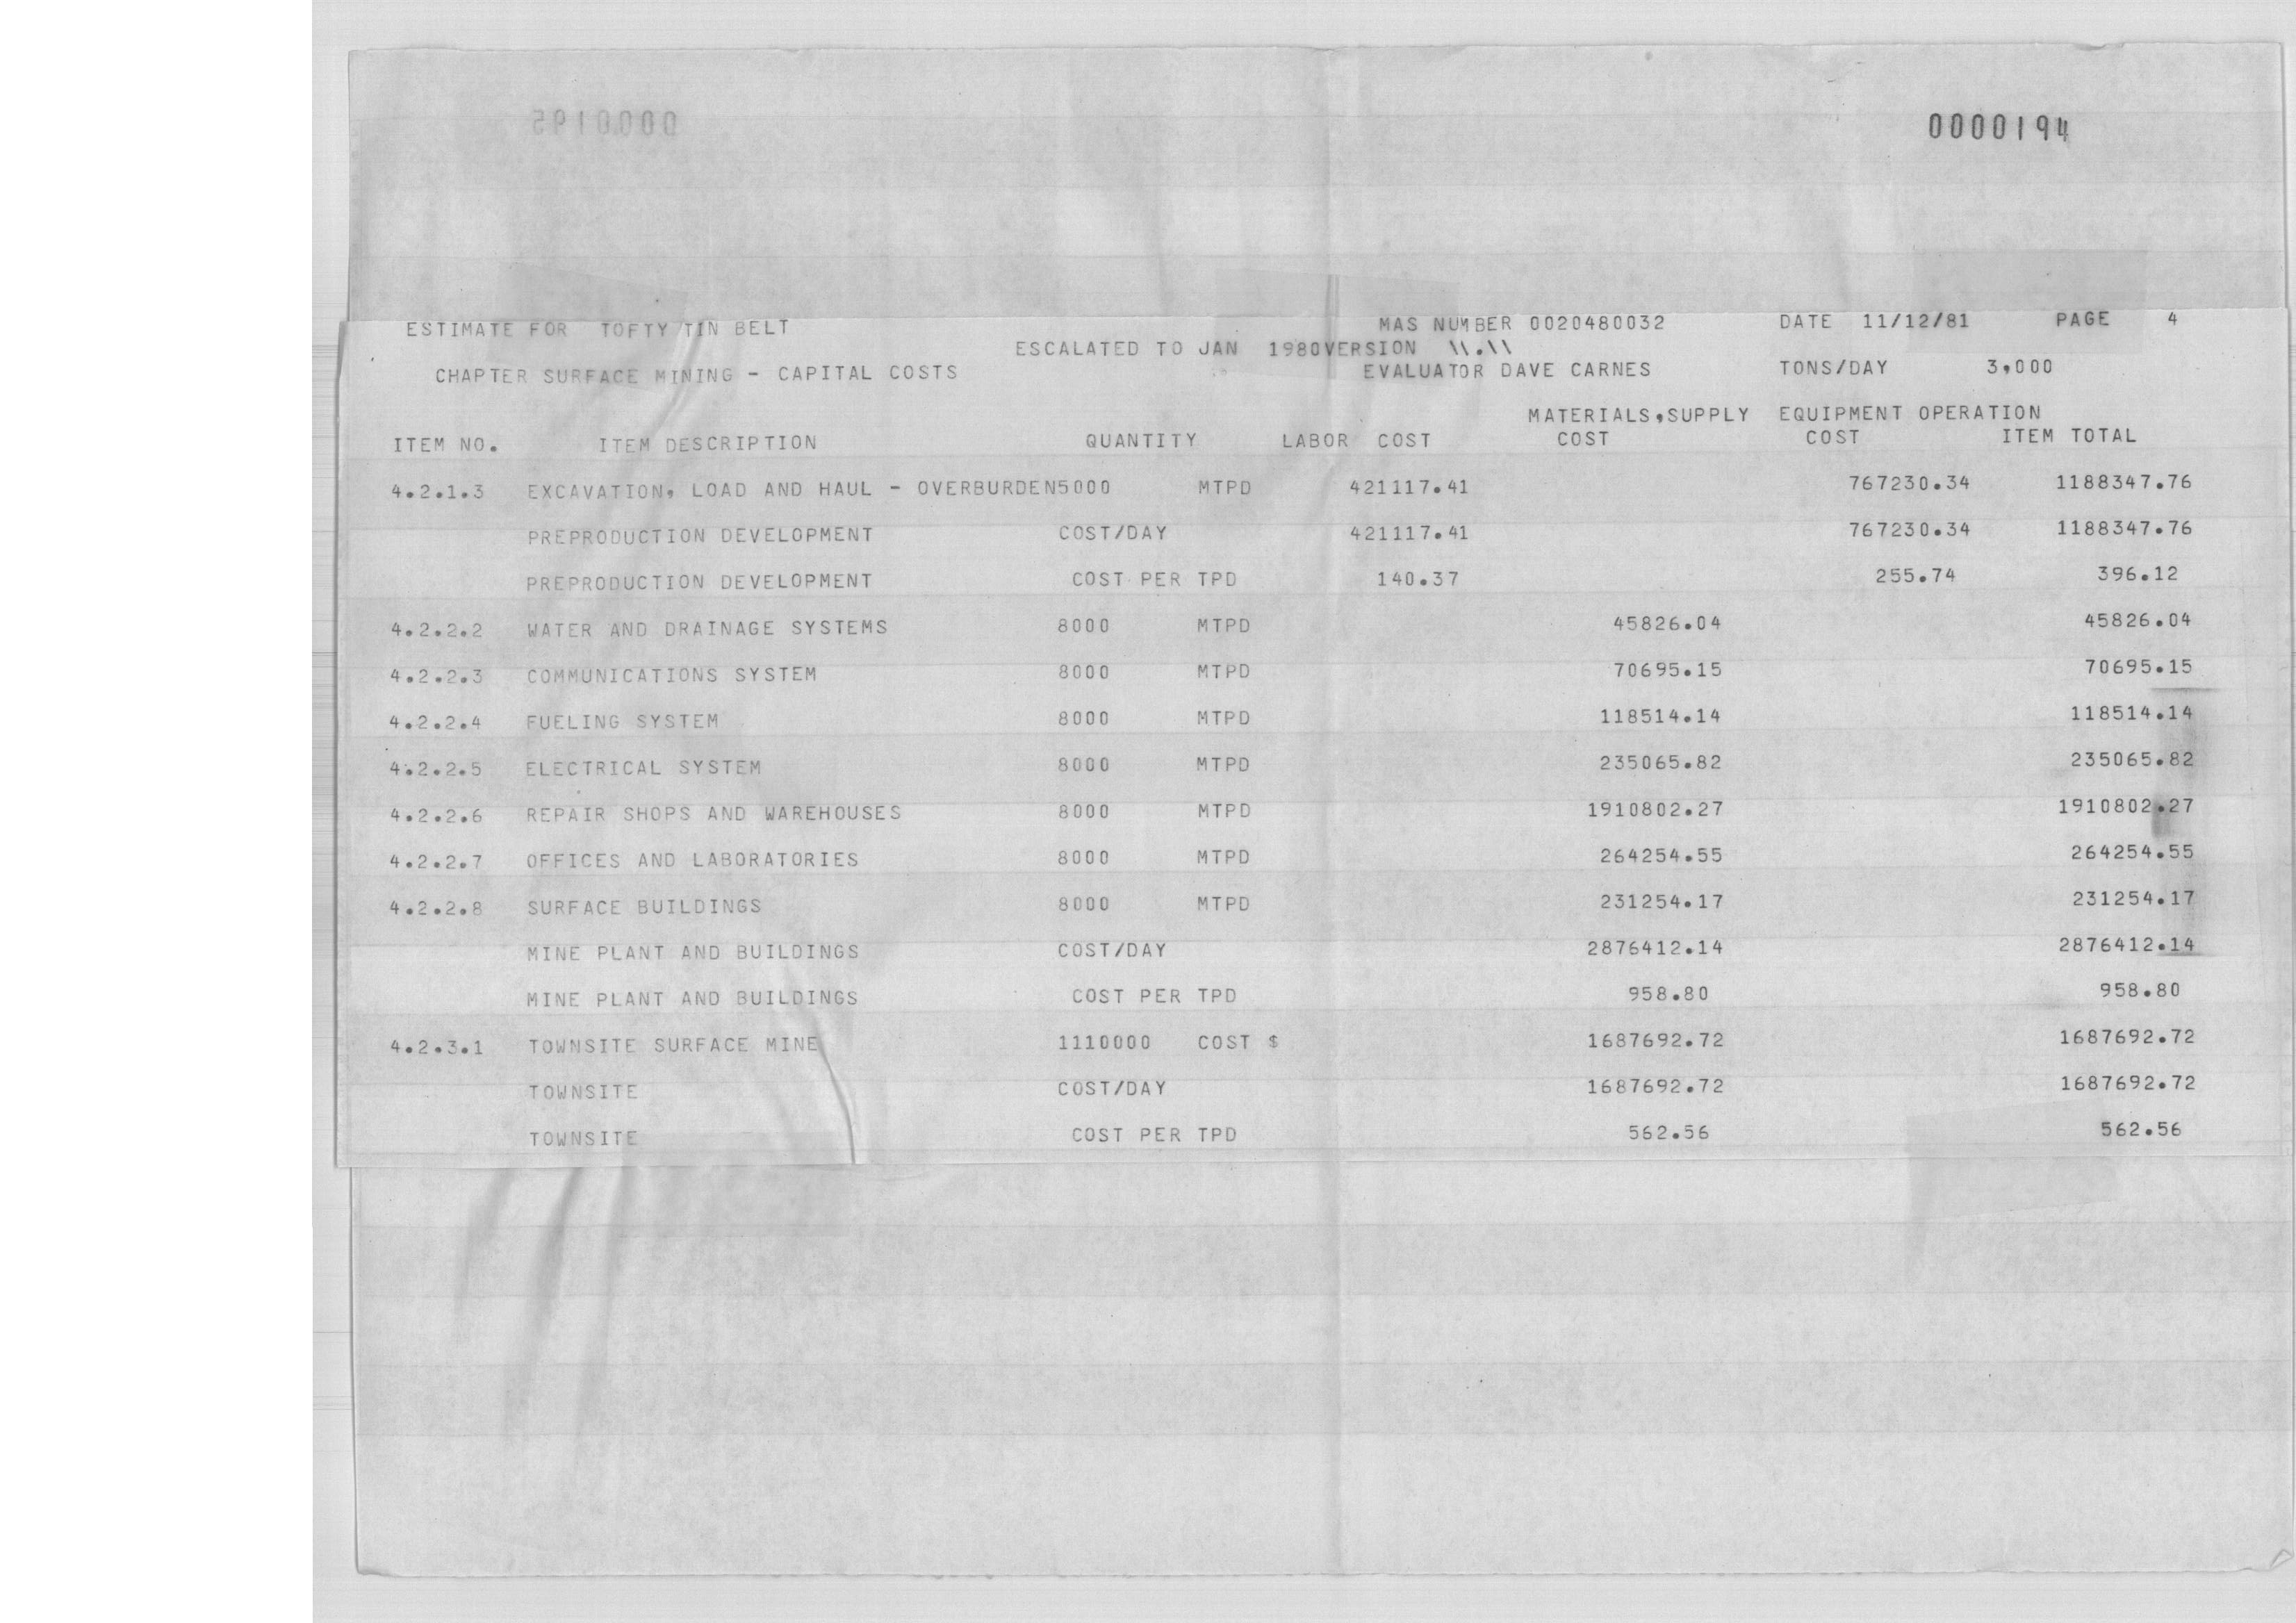 0000195
0000194
ESTIMATE FOR TOFTY TIN BELT MAS NUMBER 0020480032 DATE 11/12/81 PAGE 4
ESCALATED TO JAN 1980VERSION \\.\\
CHAPTER SURFACE MINING - CAPITAL COSTS EVALUATOR DAVE CARNES TONS/DAY 3,000
MATERIALS,SUPPLY EQUIPMENT OPERATION
ITEM NO. ITEM DESCRIPTION QUANTITY LABOR COST COST COST ITEM TOTAL
4.2.1.3 EXCAVATION, LOAD AND HAUL - OVERBURDEN5000 MTPD 421117.41 767230.34 1188347.76
PREPRODUCTION DEVELOPMENT COST/DAY 421117.41 767230.34 1188347.76
PREPRODUCTION DEVELOPMENT COST PER TPD 140.37 255.74 396.12
4.2.2.2 WATER AND DRAINAGE SYSTEMS 8000 MTPD 45826.04 45826.04
4.2.2.3 COMMUNICATIONS SYSTEM 8000 MTPD 70695.15 70695.15
4.2.2.4 FUELING SYSTEM 8000 MTPD 118514.14 118514.14
4.2.2.5 ELECTRICAL SYSTEM 8000 MTPD 235065.82 235065.82
4.2.2.6 REPAIR SHOPS AND WAREHOUSES 8000 MTPD 1910802.27 1910802.27
4.2.2.7 OFFICES AND LABORATORIES 8000 MTPD 264254.55 264254.55
4.2.2.8 SURFACE BUILDINGS 8000 MTPD 231254.17 231254.17
MINE PLANT AND BUILDINGS COST/DAY 2876412.14 2876412.14
MINE PLANT AND BUILDINGS COST PER TPD 958.80 958.80
4.2.3.1 TOWNSITE SURFACE MINE 1110000 COST $ 1687692.72 1687692.72
TOWNSITE COST/DAY 1687692.72 1687692.72
TOWNSITE COST PER TPD 562.56 562.56